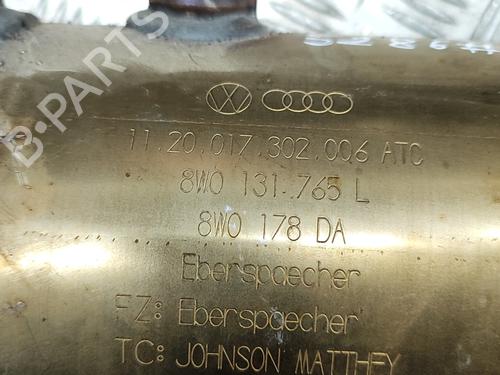 11.20.017.302.006 ATC
8W0 131.765 L
8W0 178 DA
Eberspaecher
FZ: Eberspaecher
TC: JOHNSON MATTHEY
B-PARTS